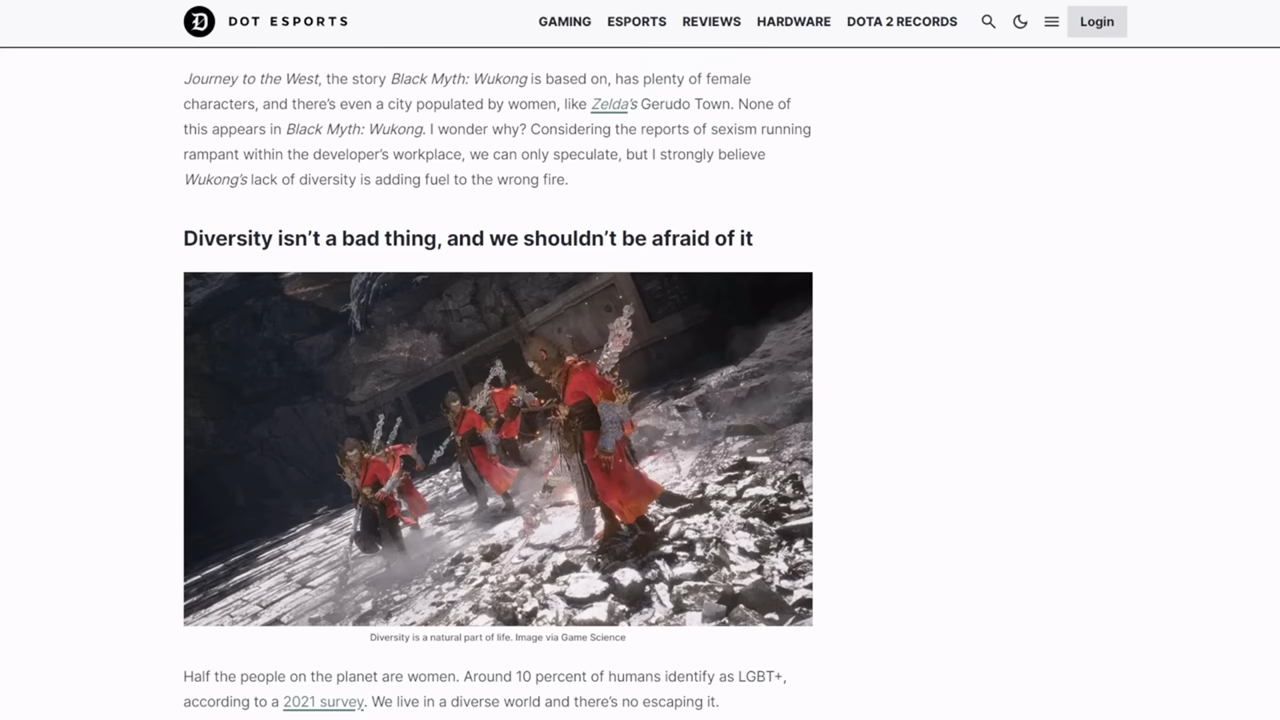 DOT ESPORTS GAMING ESPORTS REVIEWS HARDWARE DOTA 2 RECORDS Login
Journey to the West, the story Black Myth: Wukong is based on, has plenty of female
characters, and there’s even a city populated by women, like Zelda’s Gerudo Town. None of
this appears in Black Myth: Wukong. I wonder why? Considering the reports of sexism running
rampant within the developer’s workplace, we can only speculate, but I strongly believe
Wukong’s lack of diversity is adding fuel to the wrong fire.
Diversity isn’t a bad thing, and we shouldn’t be afraid of it
Diversity is a natural part of life. Image via Game Science
Half the people on the planet are women. Around 10 percent of humans identify as LGBT+,
according to a 2021 survey. We live in a diverse world and there’s no escaping it.